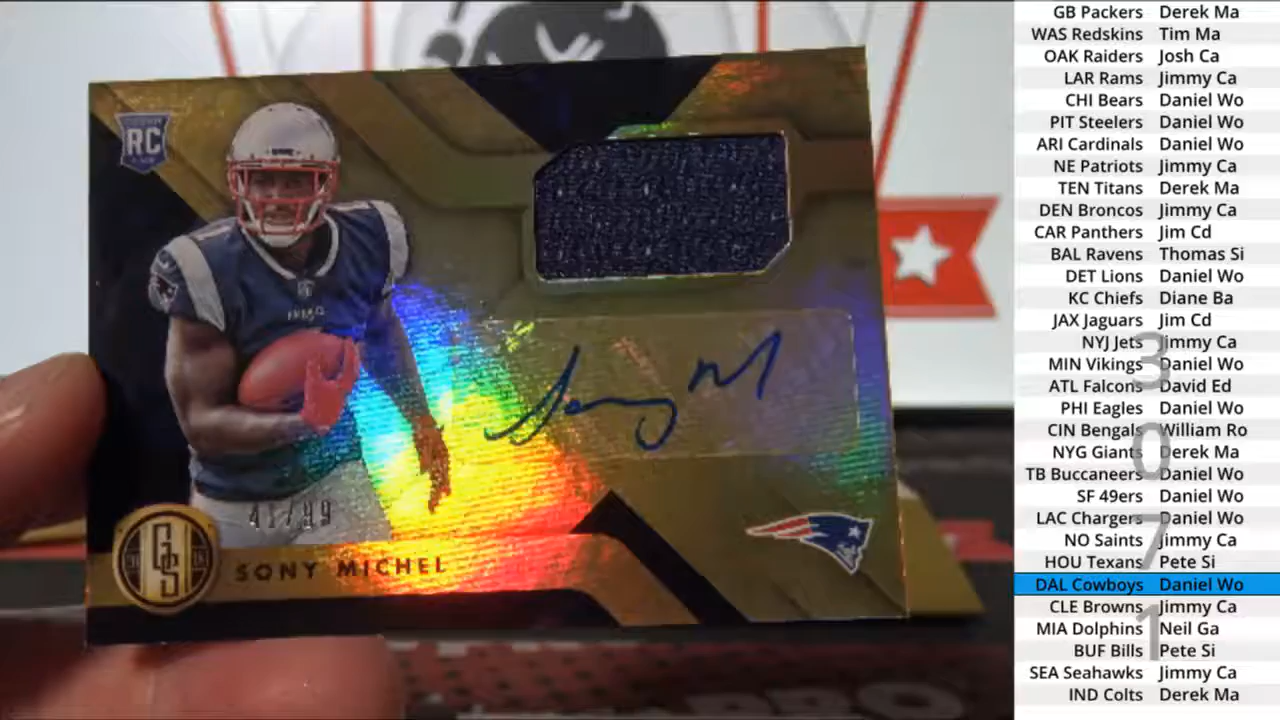 RC
Sony M
41/99
GS
SONY MICHEL
GB Packers Derek Ma
WAS Redskins Tim Ma
OAK Raiders Josh Ca
LAR Rams Jimmy Ca
CHI Bears Daniel Wo
PIT Steelers Daniel Wo
ARI Cardinals Daniel Wo
NE Patriots Jimmy Ca
TEN Titans Derek Ma
DEN Broncos Jimmy Ca
CAR Panthers Jim Cd
BAL Ravens Thomas Si
DET Lions Daniel Wo
KC Chiefs Diane Ba
JAX Jaguars Jim Cd
NYJ Jets Jimmy Ca
MIN Vikings Daniel Wo
ATL Falcons David Ed
PHI Eagles Daniel Wo
CIN Bengals William Ro
NYG Giants Derek Ma
TB Buccaneers Daniel Wo
SF 49ers Daniel Wo
LAC Chargers Daniel Wo
NO Saints Jimmy Ca
HOU Texans Pete Si
DAL Cowboys Daniel Wo
CLE Browns Jimmy Ca
MIA Dolphins Neil Ga
BUF Bills Pete Si
SEA Seahawks Jimmy Ca
IND Colts Derek Ma
3
0
7
1